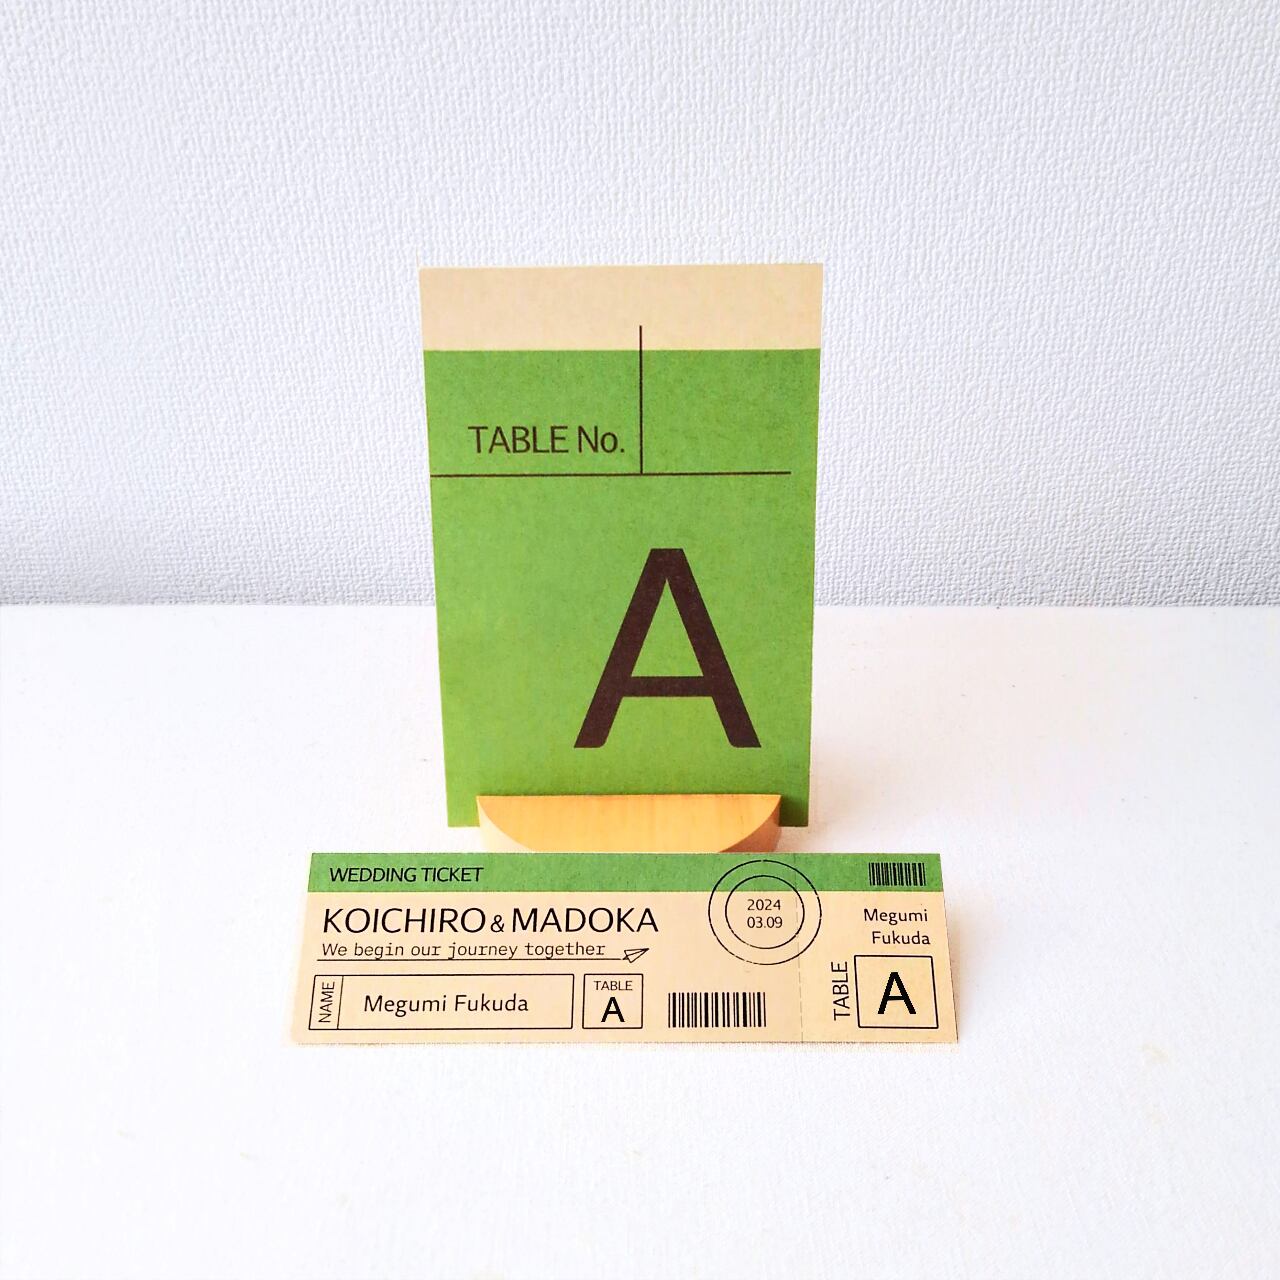 TABLE No.
A
WEDDING TICKET
KOICHIRO & MADOKA
We begin our journey together
NAME
Megumi Fukuda
TABLE
A
2024
03.09
Megumi
Fukuda
TABLE
A